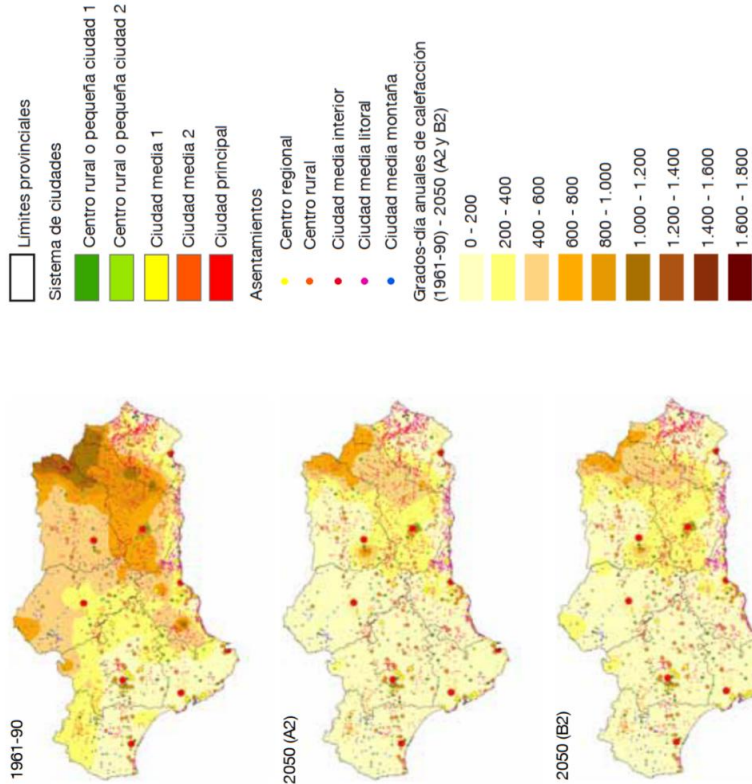 1961-90
2050 (A2)
2050 (B2)
Límites provinciales
Sistema de ciudades
Centro rural o pequeña ciudad 1
Centro rural o pequeña ciudad 2
Ciudad media 1
Ciudad media 2
Ciudad principal
Asentamientos
Centro regional
Centro rural
Ciudad media interior
Ciudad media litoral
Ciudad media montaña
Grados-día anuales de calefacción
(1961-90) - 2050 (A2 y B2)
0 - 200
200 - 400
400 - 600
600 - 800
800 - 1.000
1.000 - 1.200
1.200 - 1.400
1.400 - 1.600
1.600 - 1.800